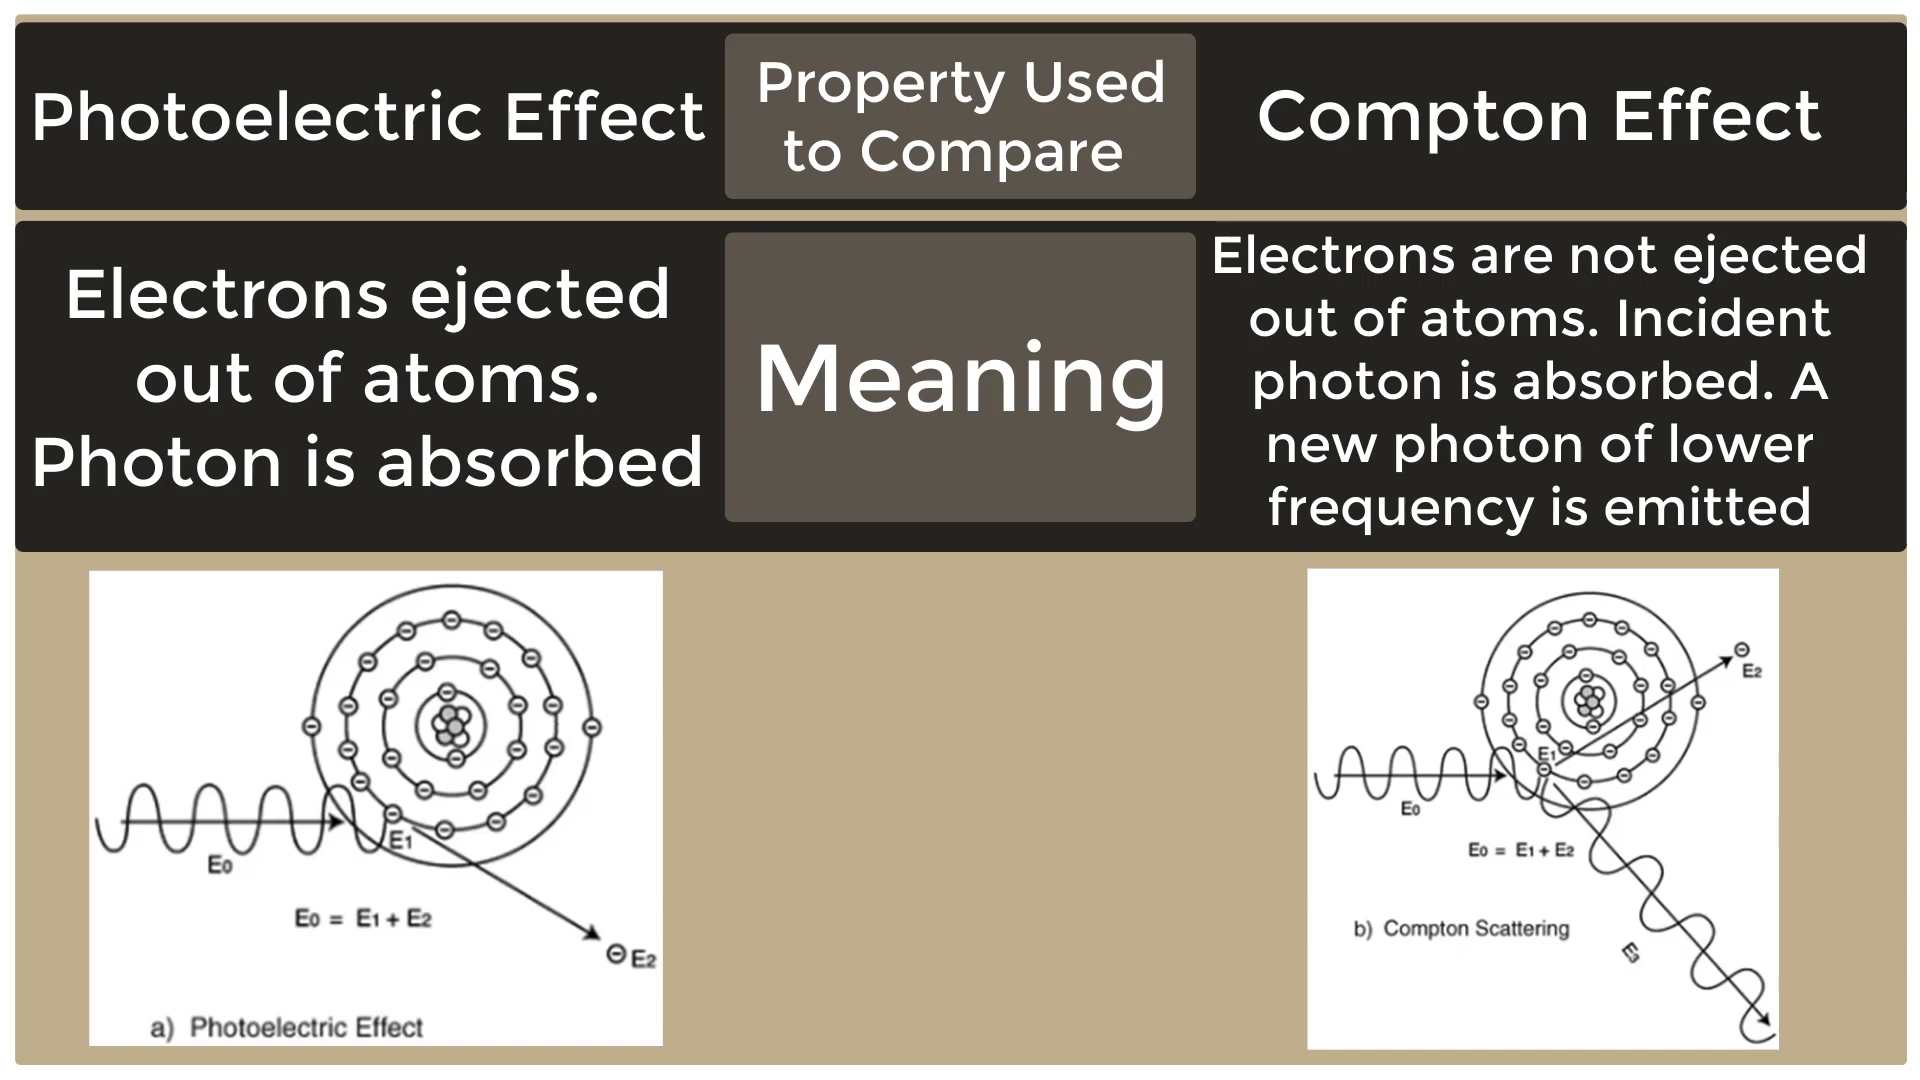 Photoelectric Effect
Property Used
to Compare
Compton Effect
Electrons ejected
out of atoms.
Photon is absorbed
Meaning
Electrons are not ejected
out of atoms. Incident
photon is absorbed. A
new photon of lower
frequency is emitted
E0
E1
E0 = E1 + E2
E2
a) Photoelectric Effect
E2
E1
E0
E0 = E1 + E2
b) Compton Scattering
E3